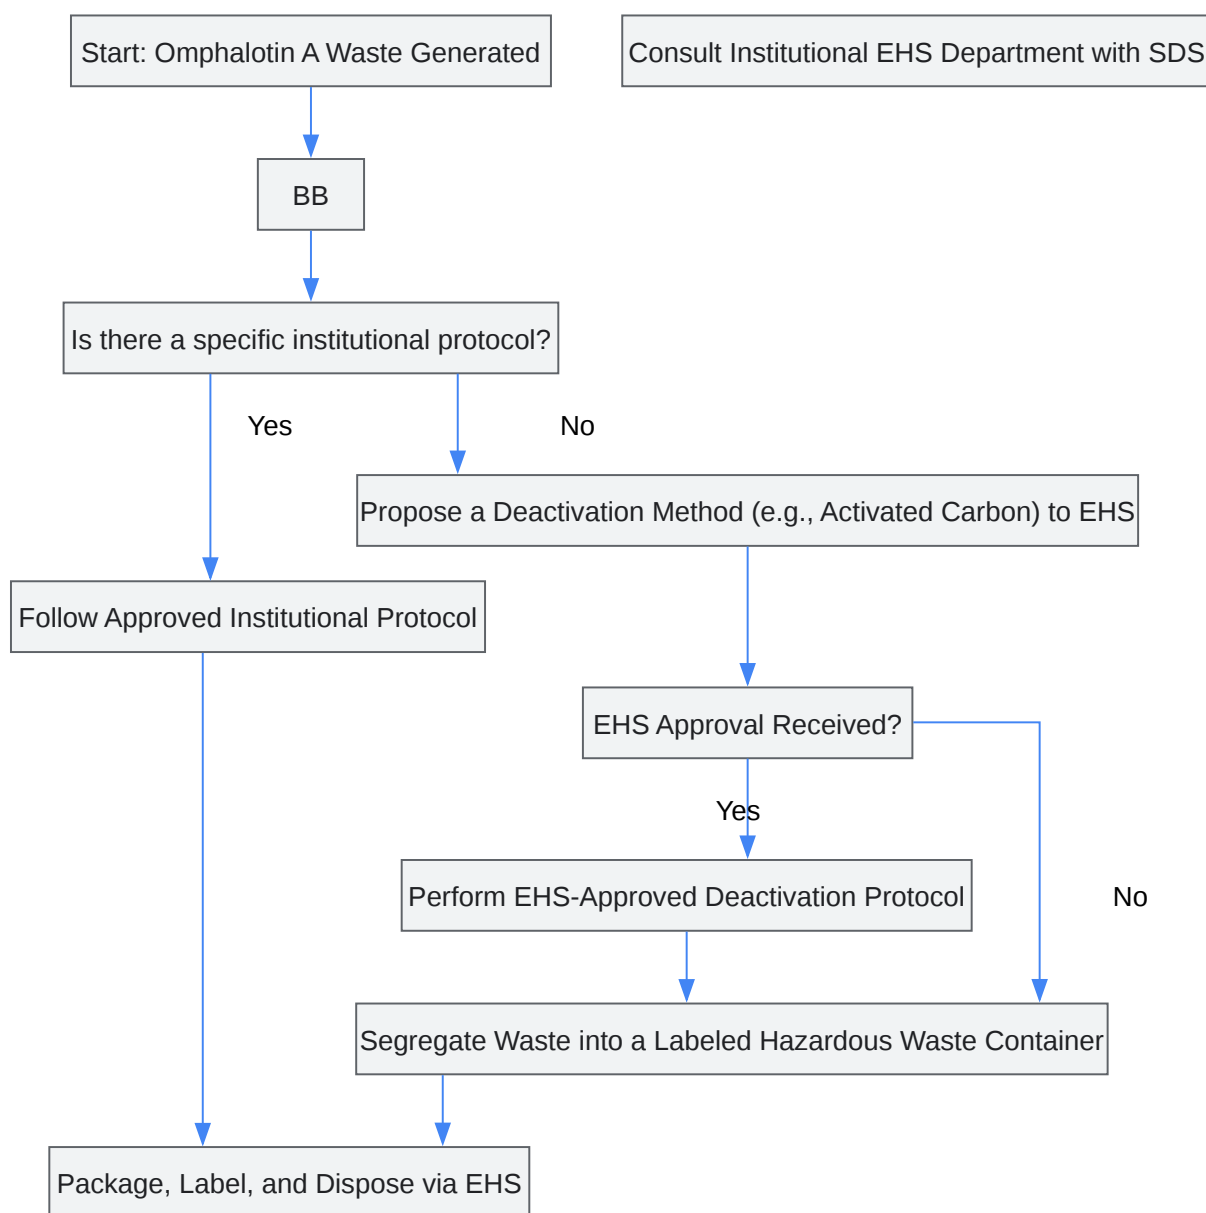 Start: Omphalotin A Waste Generated
Consult Institutional EHS Department with SDS
BB
Is there a specific institutional protocol?
Yes
No
Propose a Deactivation Method (e.g., Activated Carbon) to EHS
Follow Approved Institutional Protocol
EHS Approval Received?
Yes
Perform EHS-Approved Deactivation Protocol
No
Segregate Waste into a Labeled Hazardous Waste Container
Package, Label, and Dispose via EHS